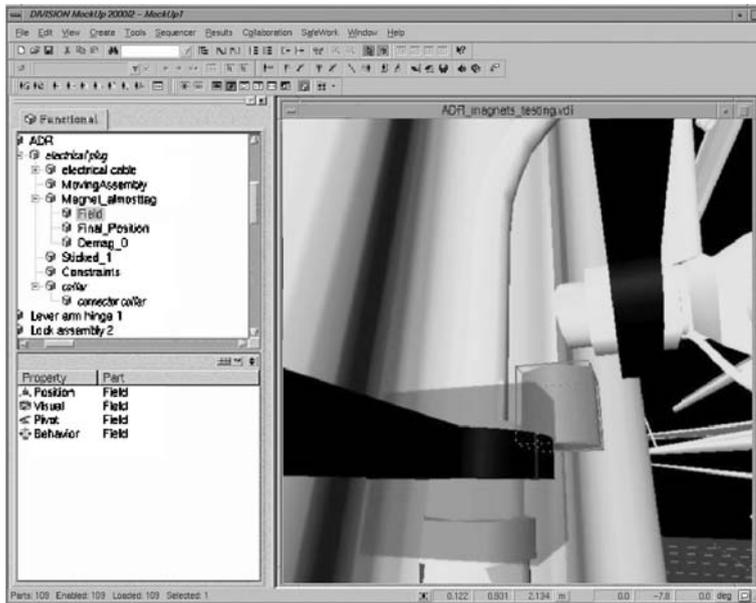 DIVISION MockUp 2000i2 – MockUp1
File Edit View Create Tools Sequencer Results Collaboration SafeWork Window Help
Functional
ADR
electrical plug
electrical cable
MovingAssembly
Magnet_almosttag
Field
Final_Position
Demag_0
Sticked_1
Constraints
collar
connector collar
Lever arm hinge 1
Lock assembly 2
Property Part
Position Field
Visual Field
Pivot Field
Behavior Field
ADR_magnets_testing.vdi
Parts: 109 Enabled: 109 Loaded: 109 Selected: 1
0.122 0.931 2.134 m 0.0 -7.8 0.0 deg